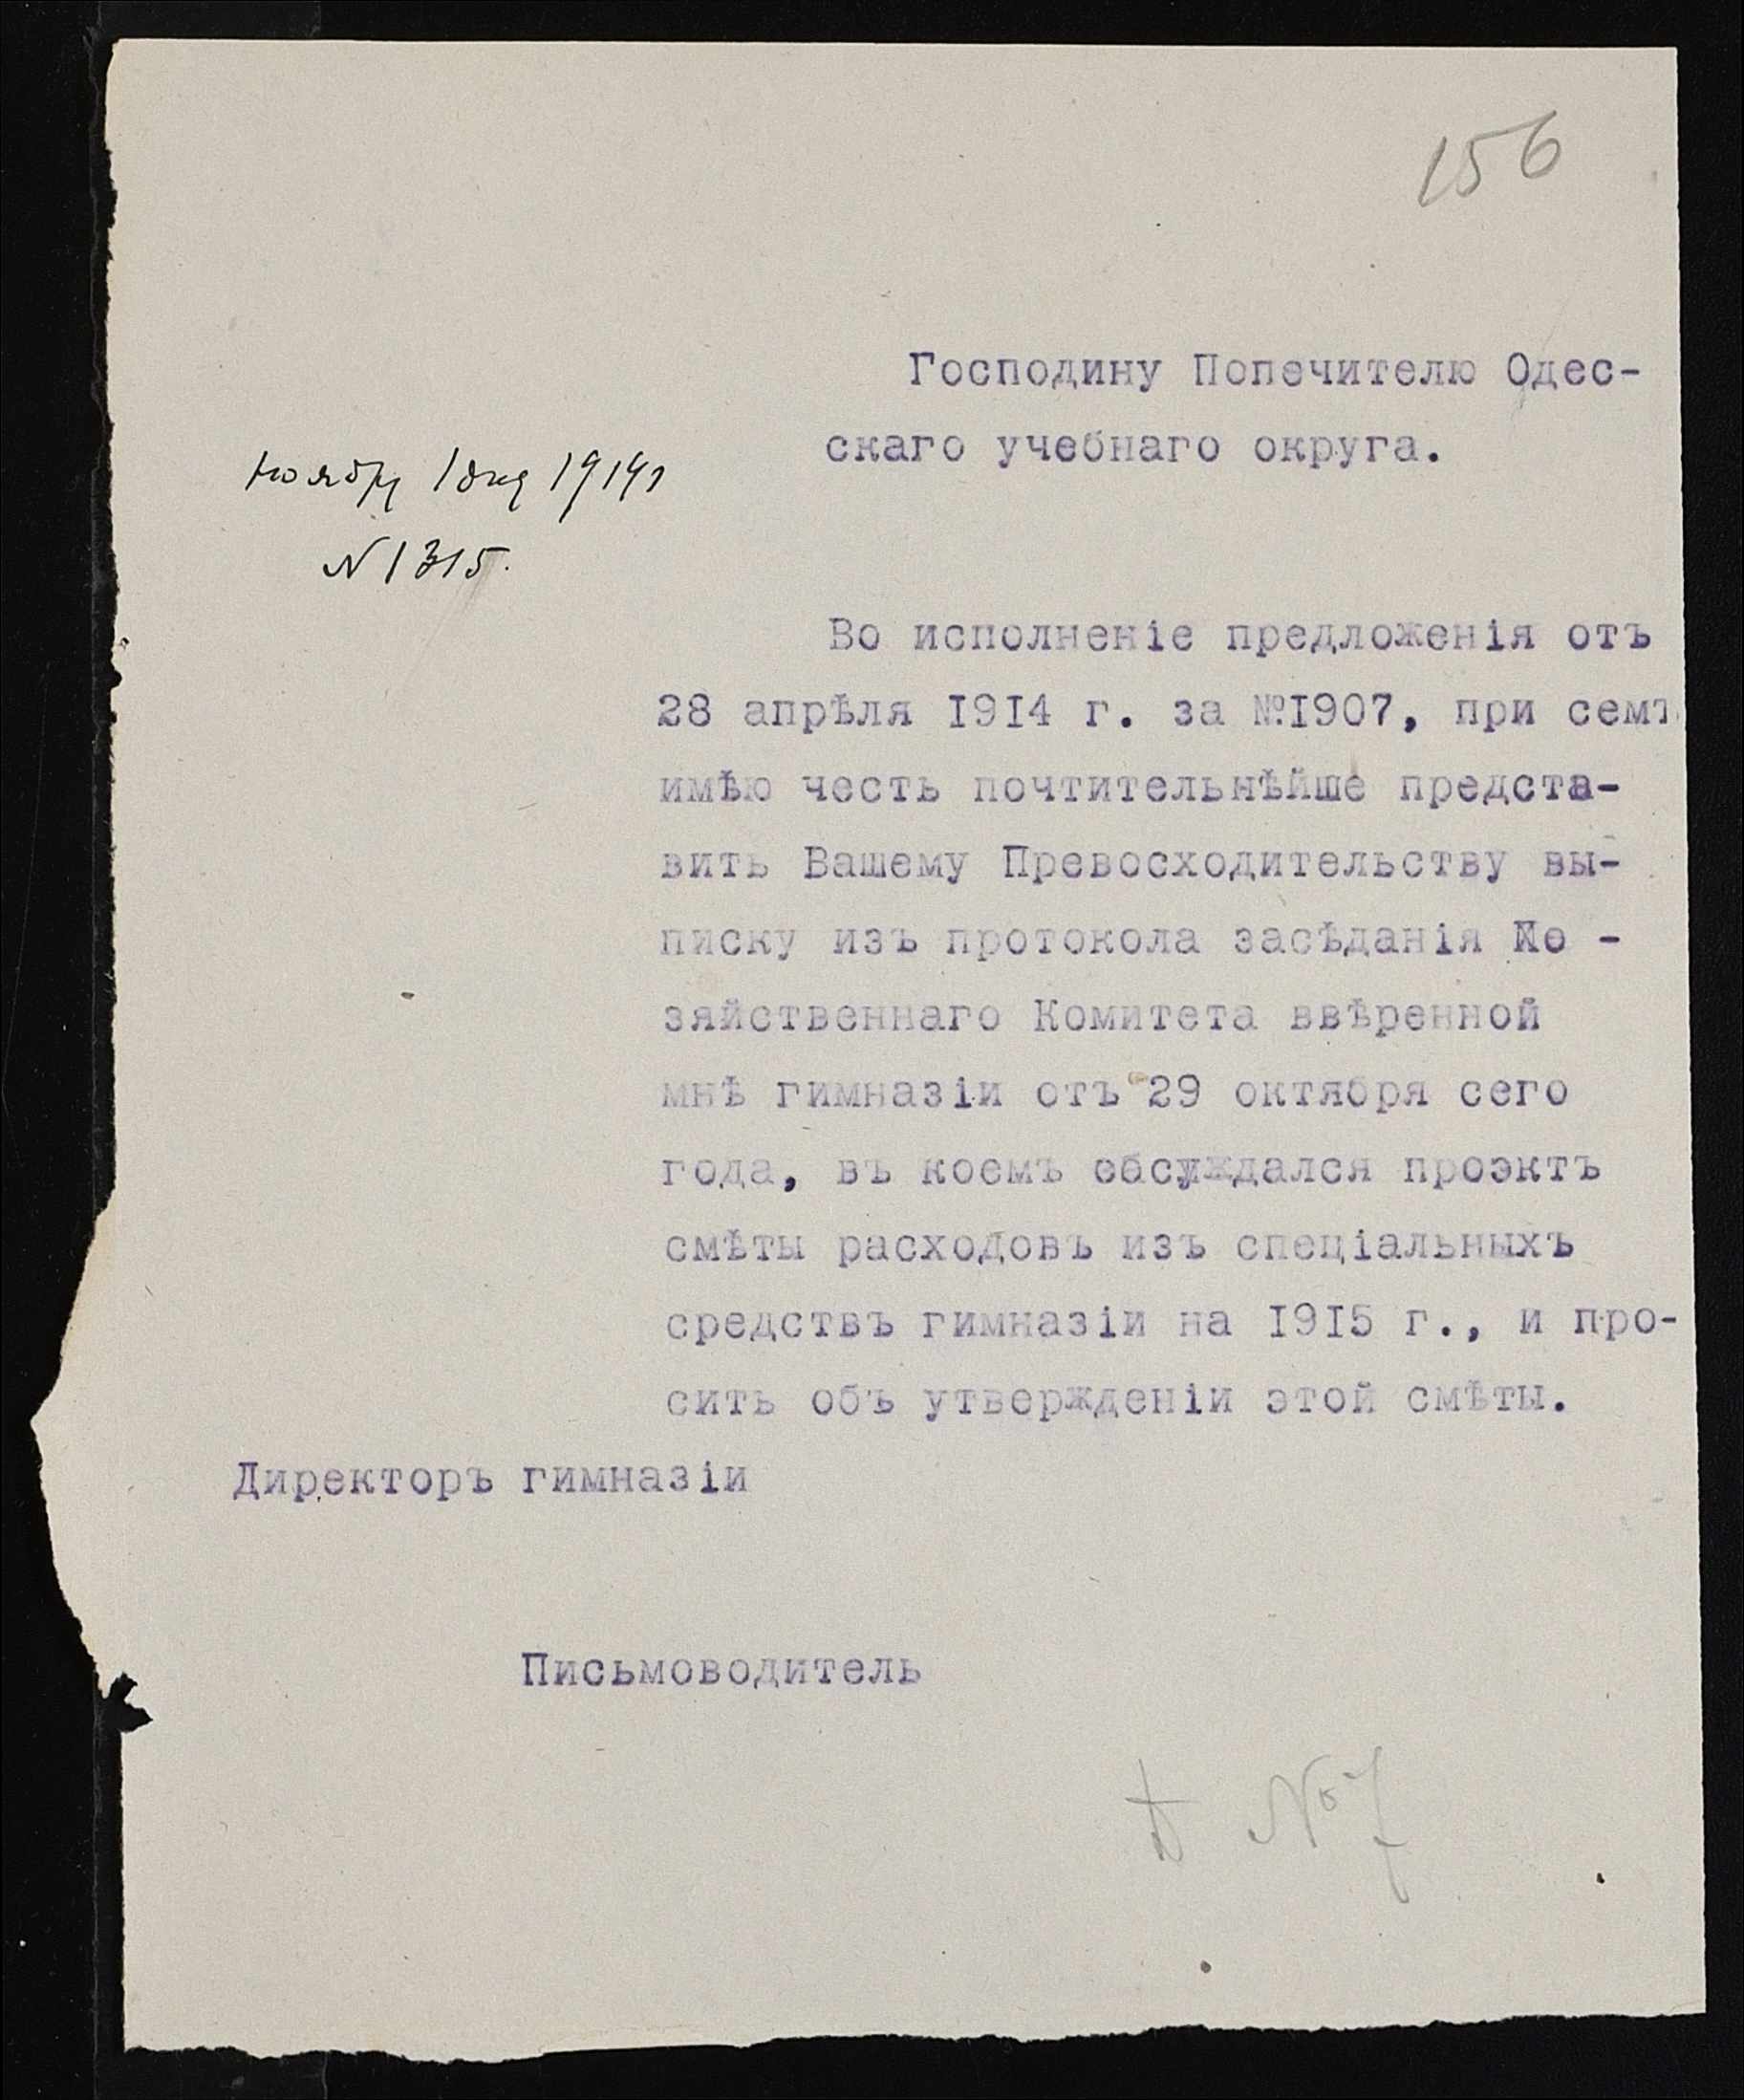 156
Господину Попечителю Одес-
скаго учебнаго округа.
Ноября 1 дня 1914 г
N 1315.
Во исполненіе предложенія отъ
28 апрѣля 1914 г. за №1907, при семъ
имѣю честь почтительнѣйше предста-
вить Вашему Превосходительству вы-
писку изъ протокола засѣданія Хо -
зяйственнаго Комитета ввѣренной
мнѣ гимназіи отъ 29 октября сего
года, въ коемъ обсуждался проэктъ
смѣты расходовъ изъ спеціальныхъ
средствъ гимназіи на 1915 г., и про-
сить объ утвержденіи этой смѣты.
Директоръ гимназіи
Письмоводитель
№ 7